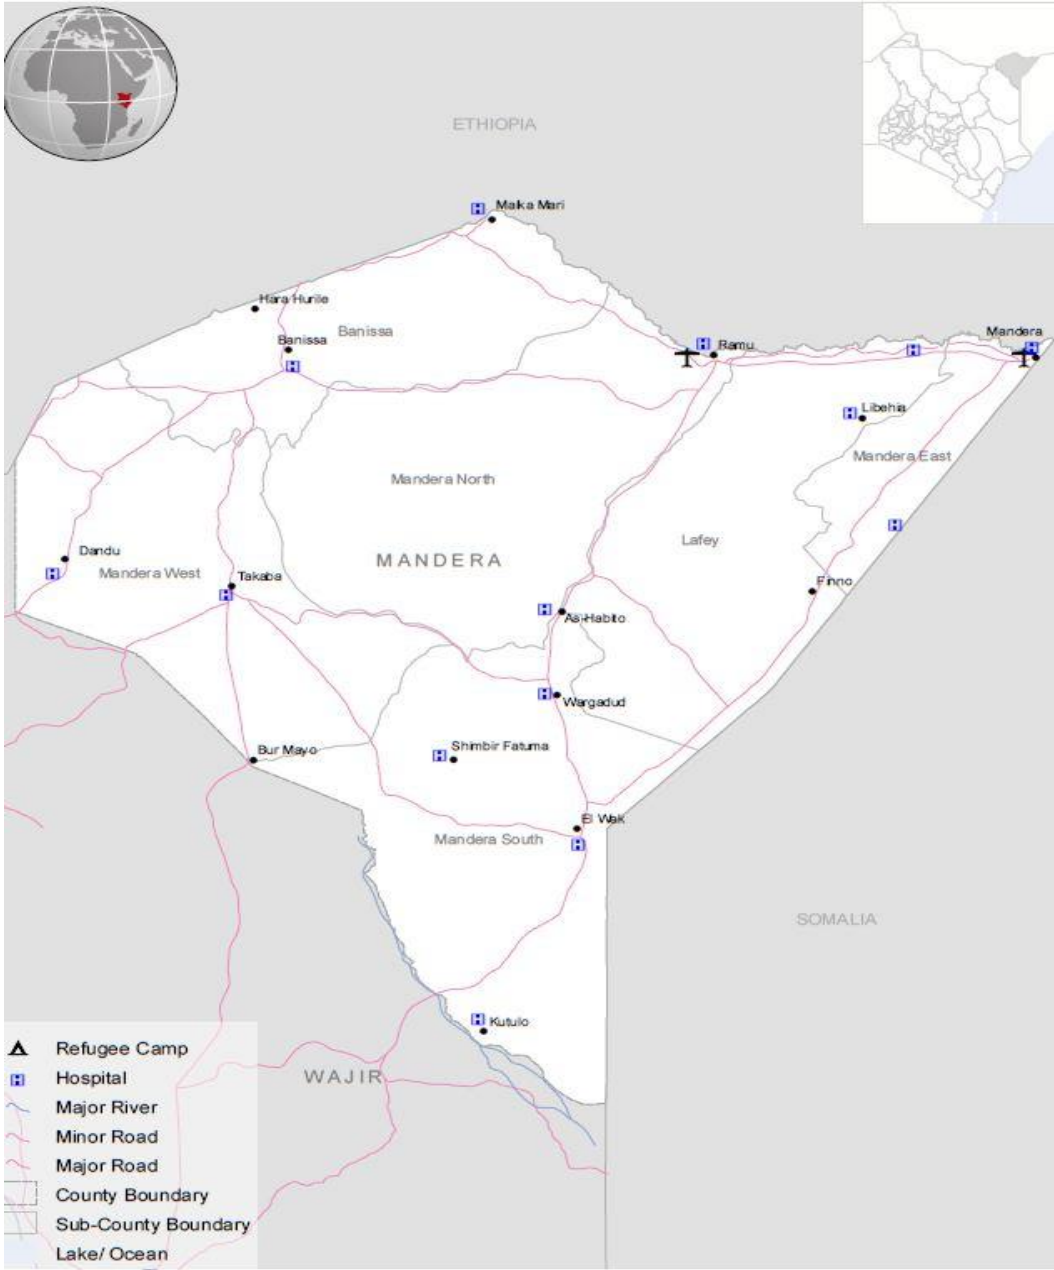 ETHIOPIA
Malka Mari
Hara Hurile
Banissa
Banissa
Mandera
Ramu
Libehia
Mandera East
Mandera North
Lafey
MANDERA
Dandu
Mandera West
Takaba
Finno
As-Habito
Wargadud
Shimbir Fatuma
Bur Mayo
El Wak
Mandera South
SOMALIA
Kutulo
WAJIR
Refugee Camp
Hospital
Major River
Minor Road
Major Road
County Boundary
Sub-County Boundary
Lake/ Ocean